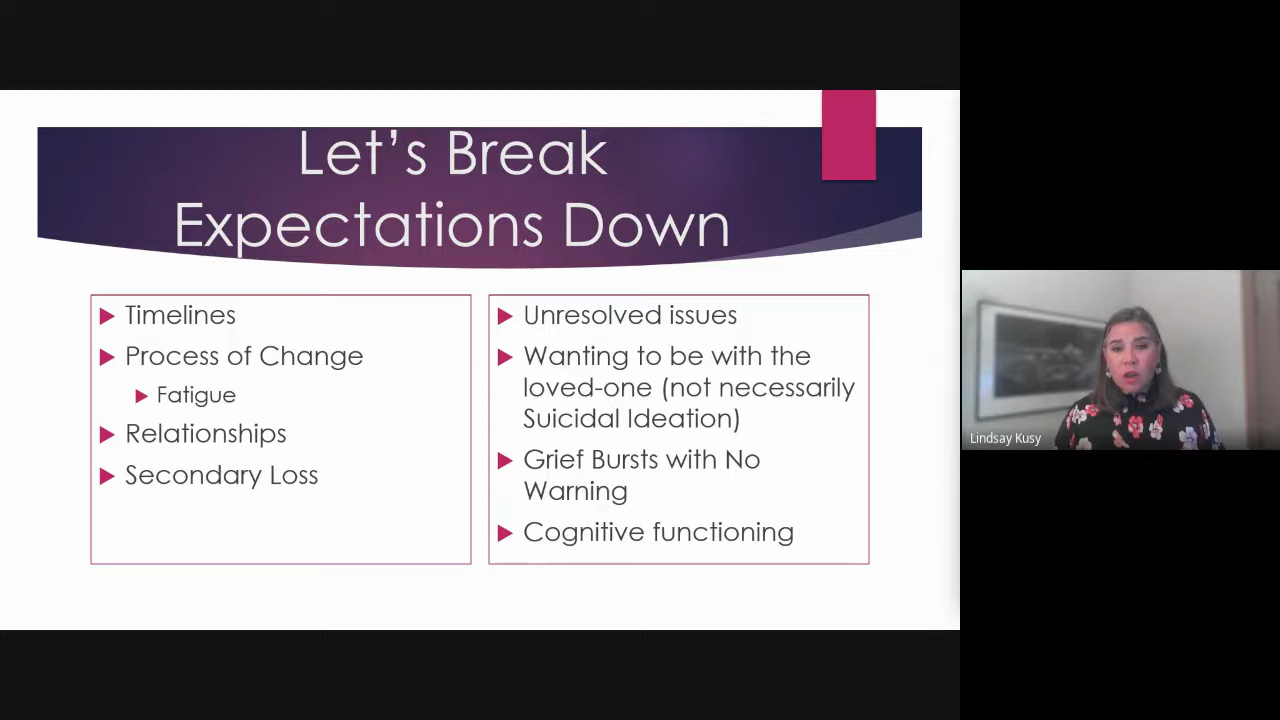 Let's Break
Expectations Down
Timelines
Process of Change
Fatigue
Relationships
Secondary Loss
Unresolved issues
Wanting to be with the
loved-one (not necessarily
Suicidal Ideation)
Grief Bursts with No
Warning
Cognitive functioning
Lindsay Kusy